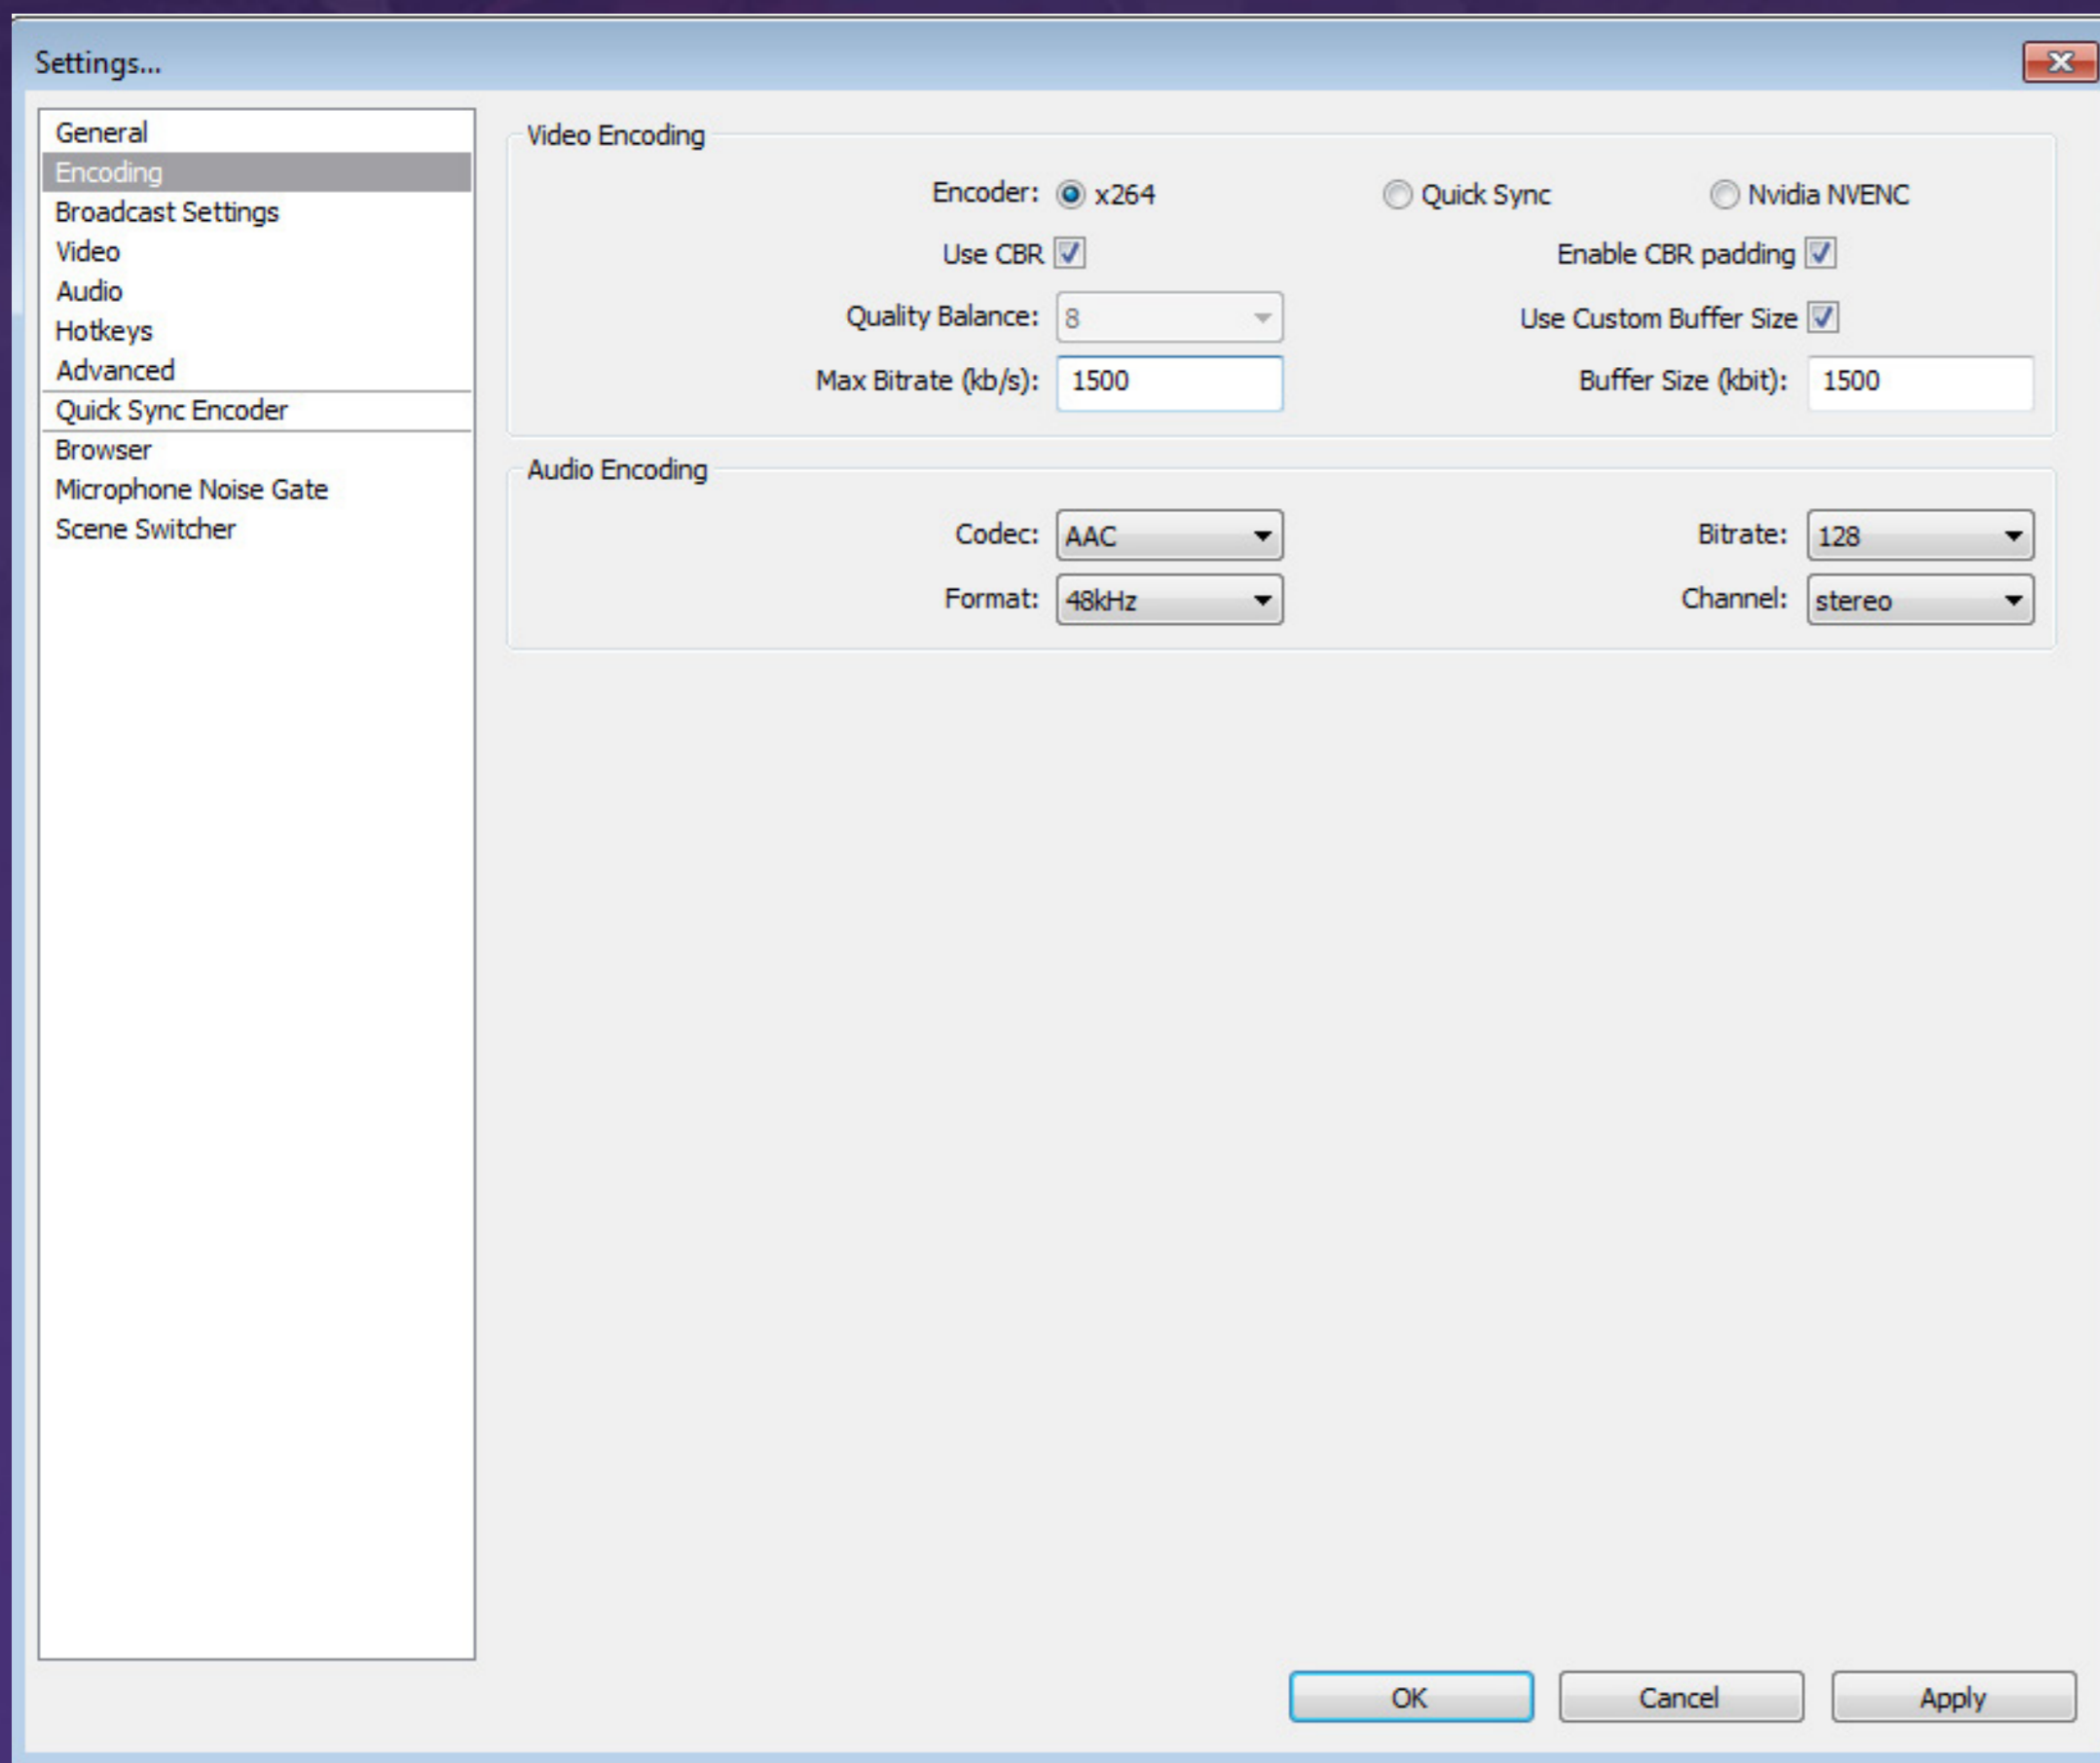 Settings...
General
Encoding
Broadcast Settings
Video
Audio
Hotkeys
Advanced
Quick Sync Encoder
Browser
Microphone Noise Gate
Scene Switcher
Video Encoding
Encoder: x264 Quick Sync Nvidia NVENC
Use CBR Enable CBR padding
Quality Balance: 8 Use Custom Buffer Size
Max Bitrate (kb/s): 1500 Buffer Size (kbit): 1500
Audio Encoding
Codec: AAC Bitrate: 128
Format: 48kHz Channel: stereo
OK Cancel Apply